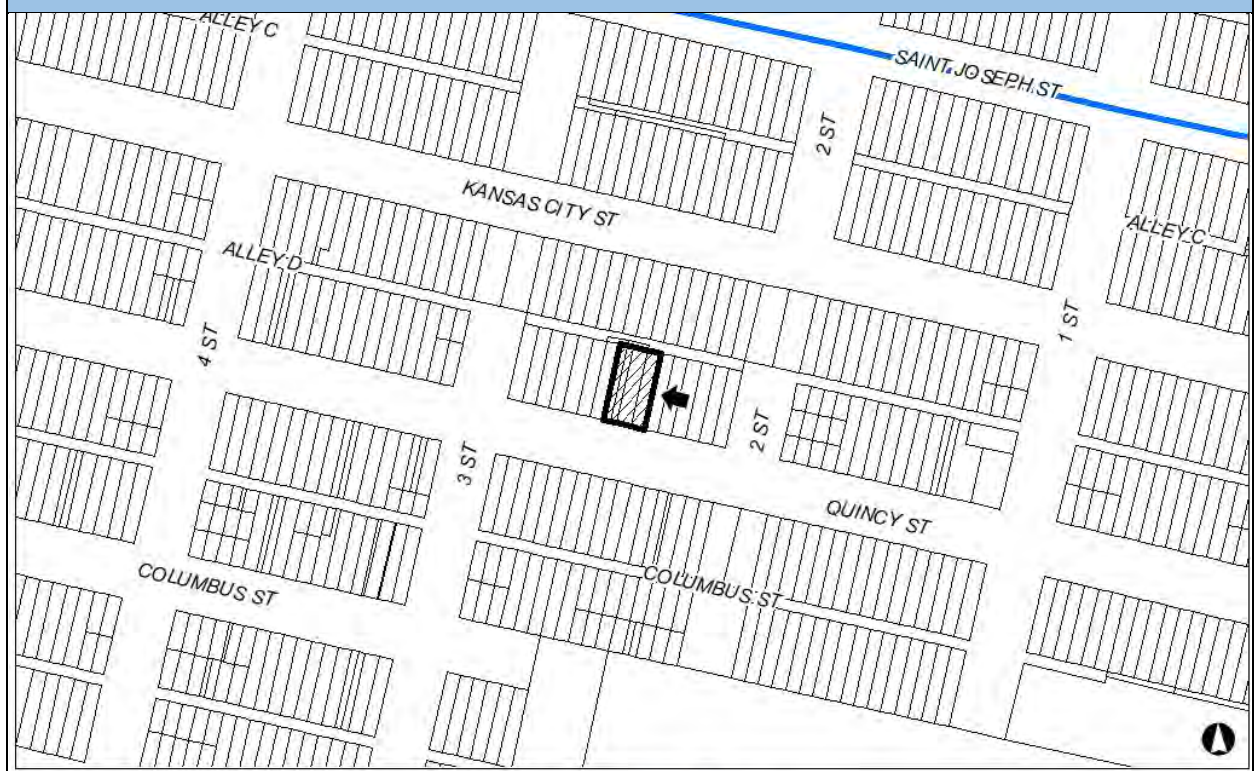 ALLEY C
SAINT JOSEPH ST
2 ST
KANSAS CITY ST
ALLEY C
ALLEY D
1 ST
4 ST
2 ST
3 ST
QUINCY ST
COLUMBUS ST
COLUMBUS ST